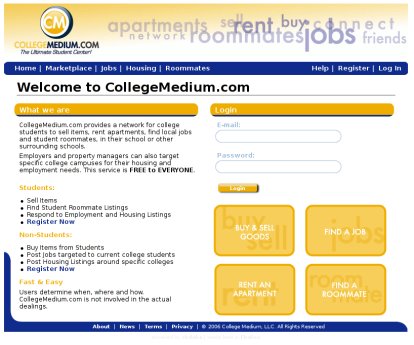 CM
COLLEGEMEDIUM.COM
The Ultimate Student Center!
apartments sell rent buy connect
network roommates jobs friends
Home | Marketplace | Jobs | Housing | Roommates
Help | Register | Log In
Welcome to CollegeMedium.com
What we are
CollegeMedium.com provides a network for college
students to sell items, rent apartments, find local jobs
and student roommates, in their school or other
surrounding schools.
Employers and property managers can also target
specific college campuses for their housing and
employment needs. This service is FREE to EVERYONE.
Students:
Sell Items
Find Student Roommate Listings
Respond to Employment and Housing Listings
Register Now
Non-Students:
Buy Items from Students
Post Jobs targeted to current college students
Post Housing Listings around specific colleges
Register Now
Fast & Easy
Users determine when, where and how.
CollegeMedium.com is not involved in the actual
dealings.
Login
E-mail:
Password:
Login
buy
sell
BUY & SELL
GOODS
FIND A JOB
RENT AN
APARTMENT
room
mate
FIND A
ROOMMATE
About | News | Terms | Privacy | © 2006 College Medium, LLC. All Rights Reserved